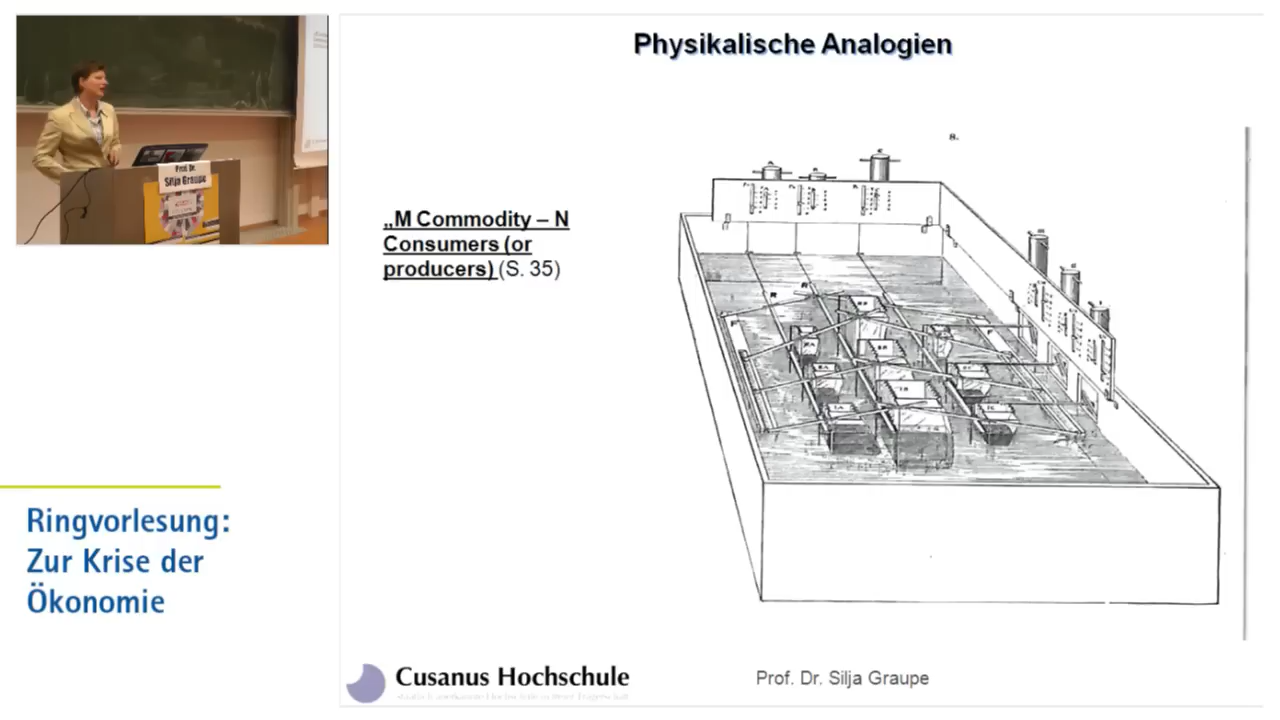 Physikalische Analogien
„M Commodity – N
Consumers (or
producers) (S. 35)
8.
Prof. Dr.
Silja Graupe
Ringvorlesung:
Zur Krise der
Ökonomie
Cusanus Hochschule
Prof. Dr. Silja Graupe